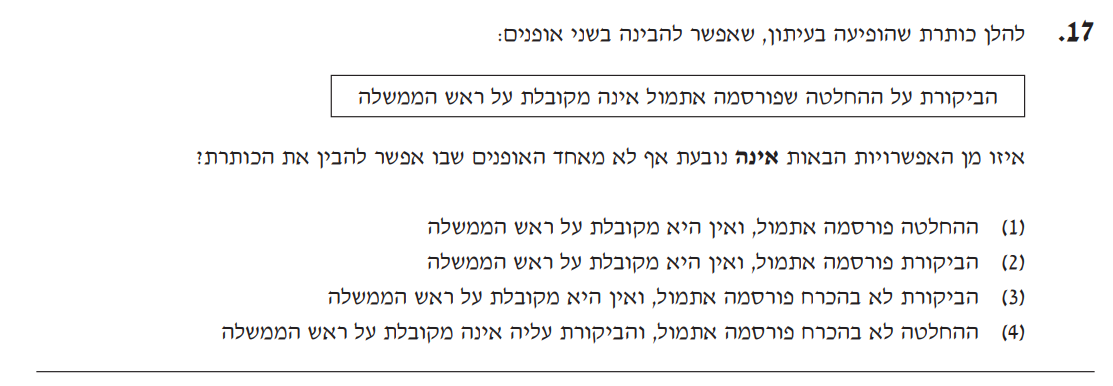 17. להלן כותרת שהופיעה בעיתון, שאפשר להבינה בשני אופנים:
הביקורת על ההחלטה שפורסמה אתמול אינה מקובלת על ראש הממשלה
איזו מן האפשרויות הבאות אינה נובעת אף לא מאחד האופנים שבו אפשר להבין את הכותרת?
(1) ההחלטה פורסמה אתמול, ואין היא מקובלת על ראש הממשלה
(2) הביקורת פורסמה אתמול, ואין היא מקובלת על ראש הממשלה
(3) הביקורת לא בהכרח פורסמה אתמול, ואין היא מקובלת על ראש הממשלה
(4) ההחלטה לא בהכרח פורסמה אתמול, והביקורת עליה אינה מקובלת על ראש הממשלה